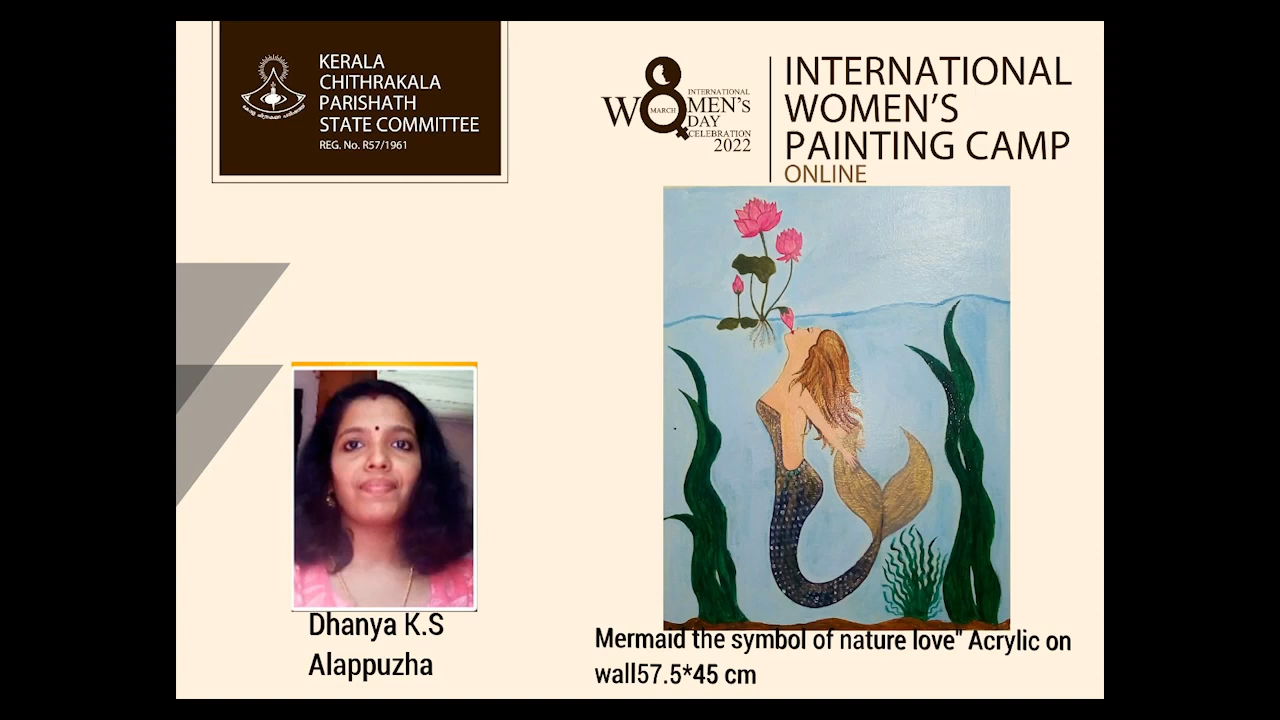 KERALA
CHITHRAKALA
PARISHATH
STATE COMMITTEE
REG. No. R57/1961
INTERNATIONAL
WOMEN'S
MARCH
DAY
CELEBRATION
2022
INTERNATIONAL
WOMEN'S
PAINTING CAMP
ONLINE
Dhanya K.S
Alappuzha
Mermaid the symbol of nature love" Acrylic on
wall57.5*45 cm